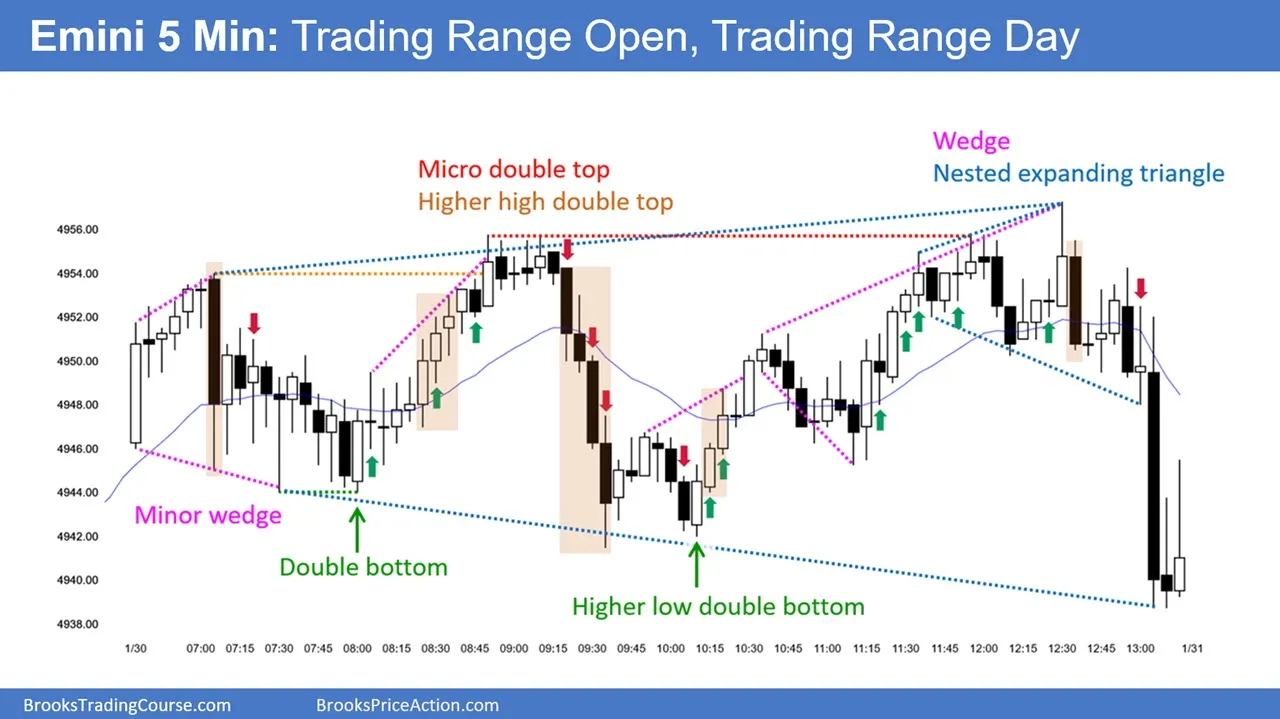 Emini 5 Min: Trading Range Open, Trading Range Day
Wedge
Nested expanding triangle
Micro double top
Higher high double top
4956.00
4954.00
4952.00
4950.00
4948.00
4946.00
4944.00
4942.00
4940.00
4938.00
Minor wedge
Double bottom
Higher low double bottom
1/30 07:00 07:15 07:30 07:45 08:00 08:15 08:30 08:45 09:00 09:15 09:30 09:45 10:00 10:15 10:30 10:45 11:00 11:15 11:30 11:45 12:00 12:15 12:30 12:45 13:00 1/31
BrooksTradingCourse.com BrooksPriceAction.com